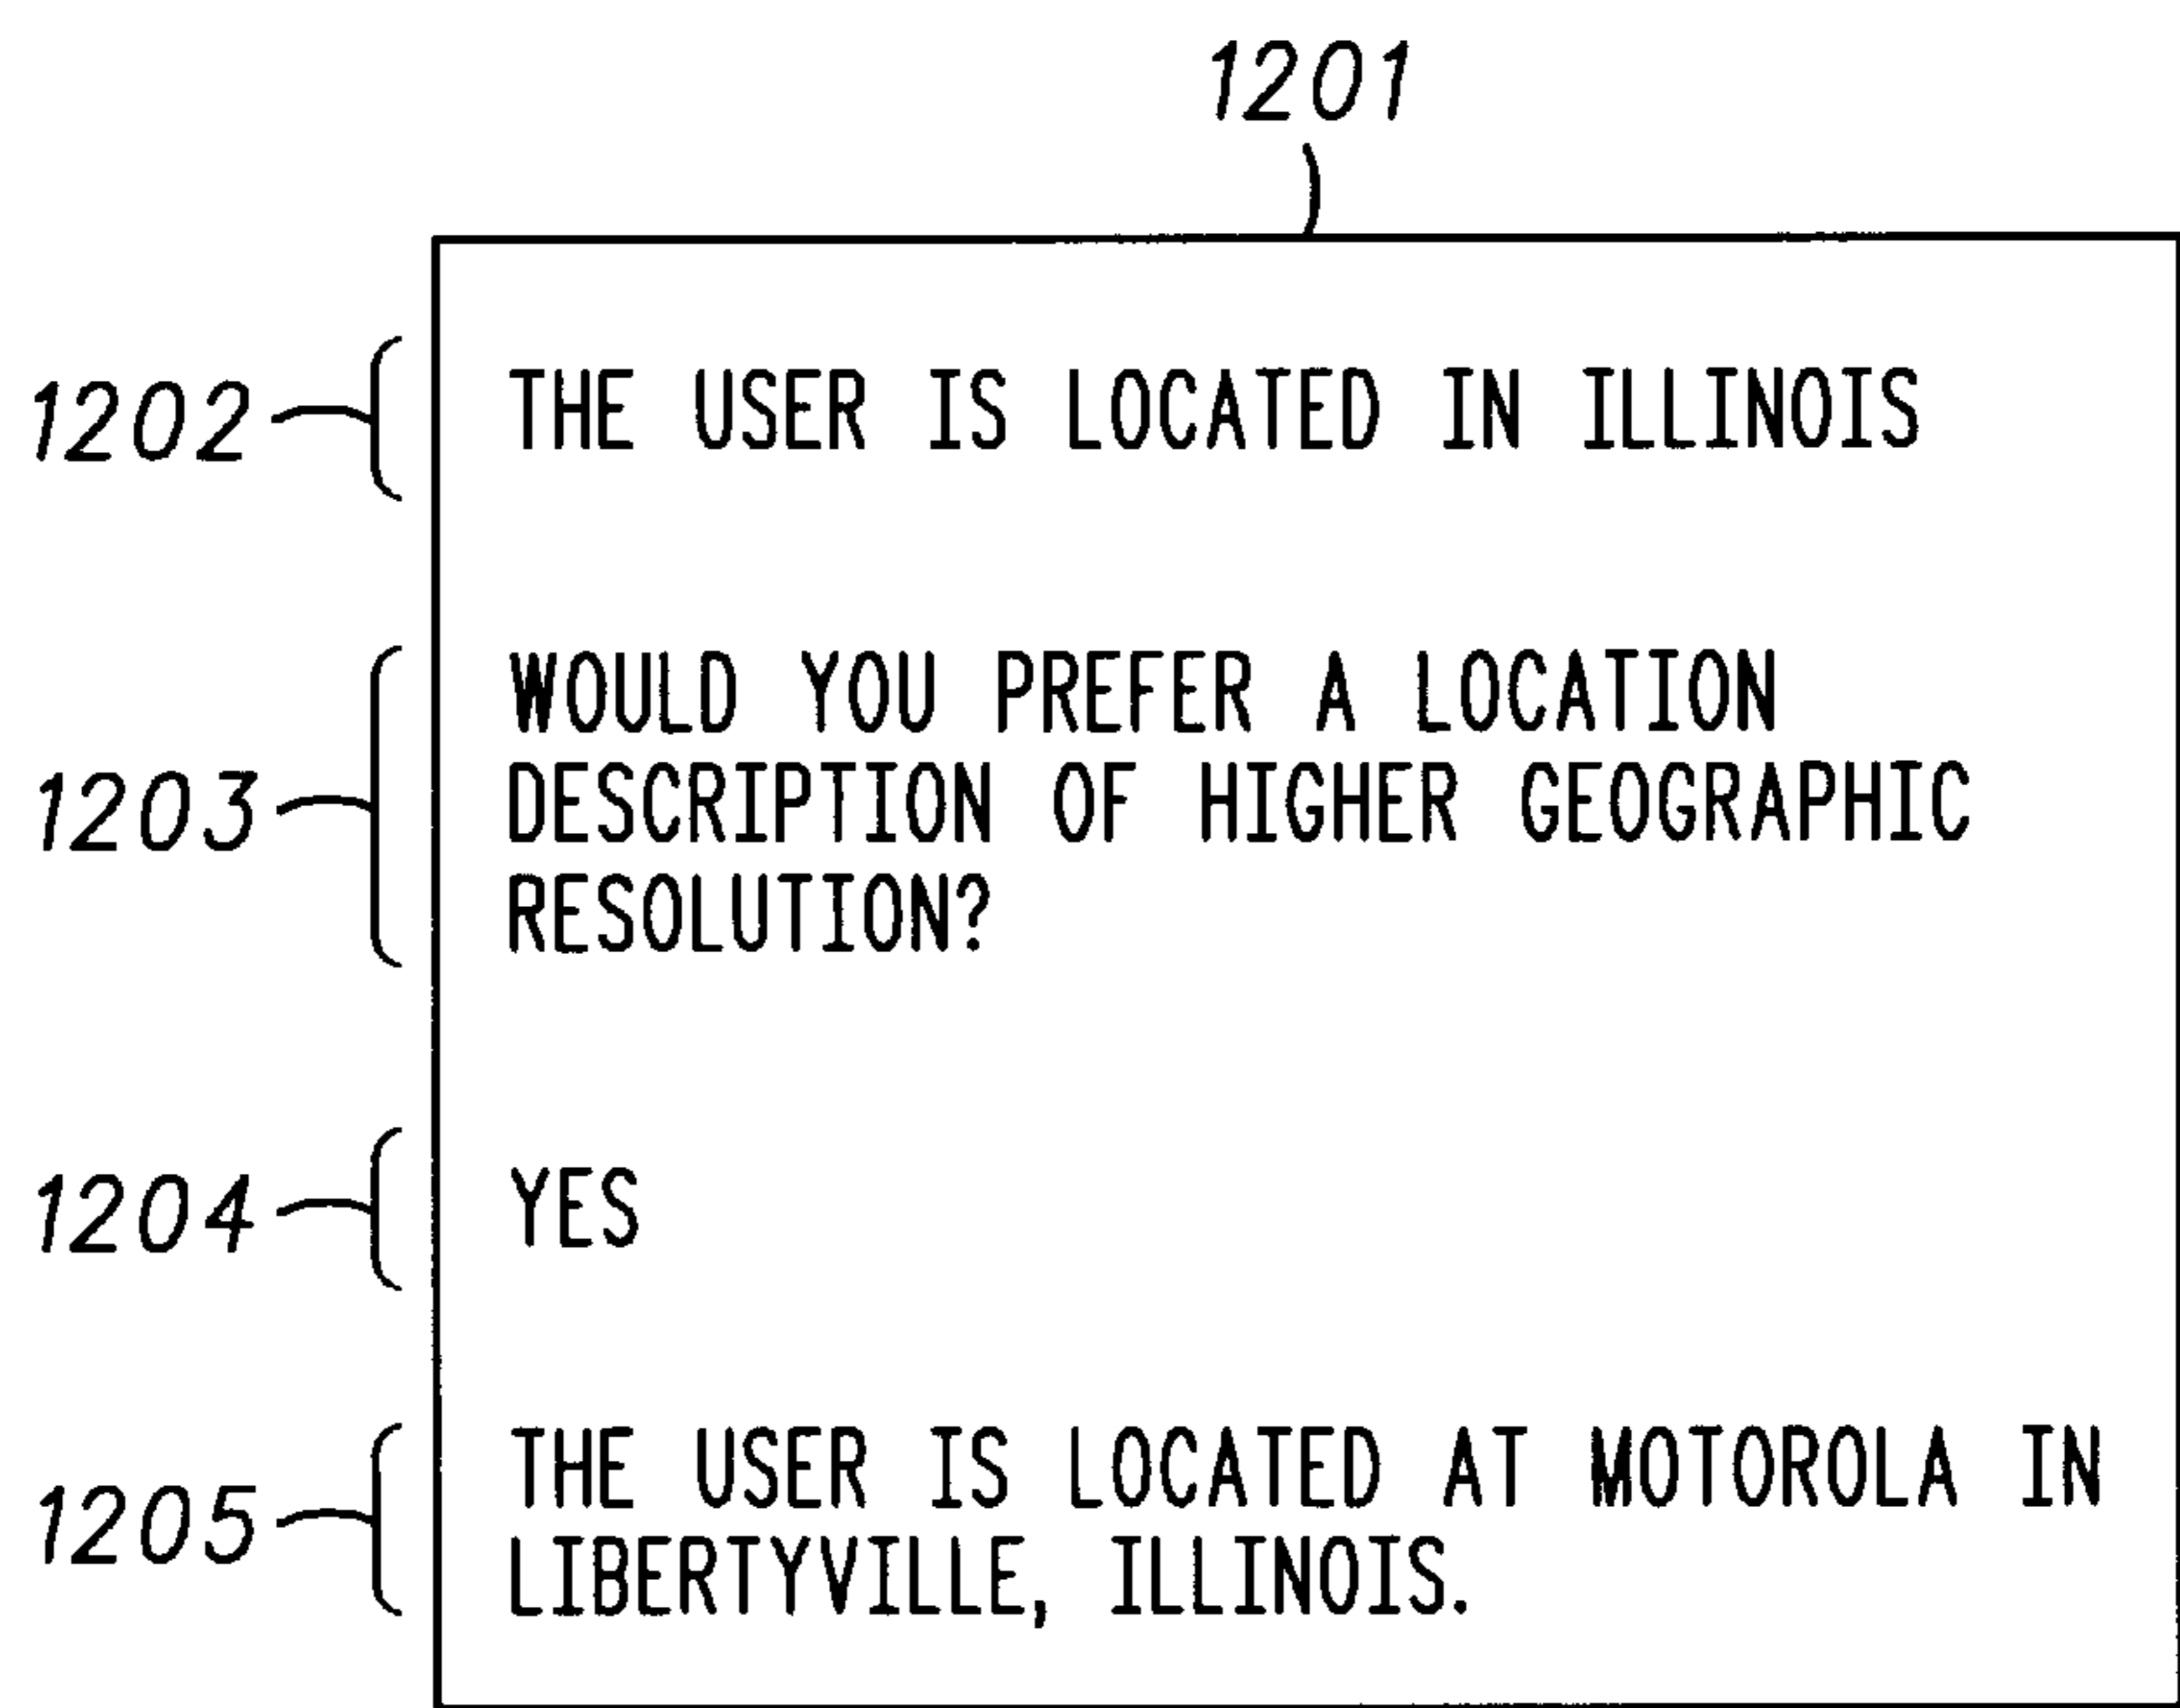 1201
1202 THE USER IS LOCATED IN ILLINOIS
WOULD YOU PREFER A LOCATION
1203 DESCRIPTION OF HIGHER GEOGRAPHIC
RESOLUTION?
1204 YES
THE USER IS LOCATED AT MOTOROLA IN
1205 LIBERTYVILLE, ILLINOIS.